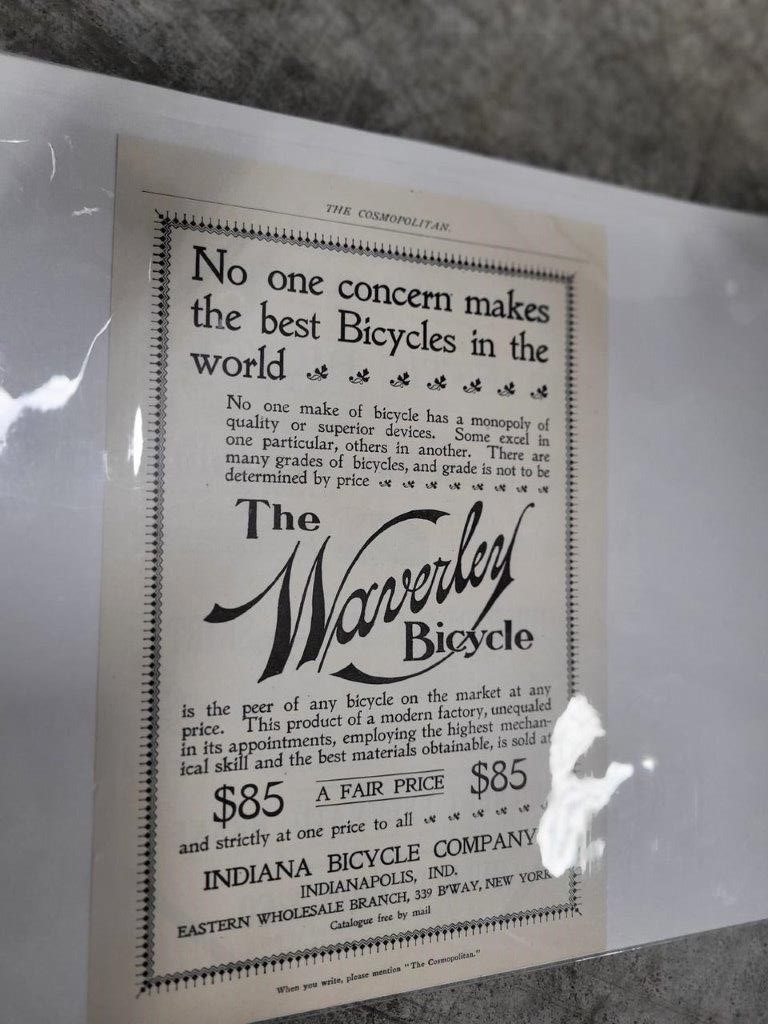 THE COSMOPOLITAN.
No one concern makes
the best Bicycles in the
world
No one make of bicycle has a monopoly of
quality or superior devices. Some excel in
one particular, others in another. There are
many grades of bicycles, and grade is not to be
determined by price
The
Waverley
Bicycle
is the peer of any bicycle on the market at any
price. This product of a modern factory, unequaled
in its appointments, employing the highest mechan-
ical skill and the best materials obtainable, is sold at
$85 A FAIR PRICE $85
and strictly at one price to all
INDIANA BICYCLE COMPANY
INDIANAPOLIS, IND.
EASTERN WHOLESALE BRANCH, 339 B'WAY, NEW YORK
Catalogue free by mail
When you write, please mention "The Cosmopolitan."